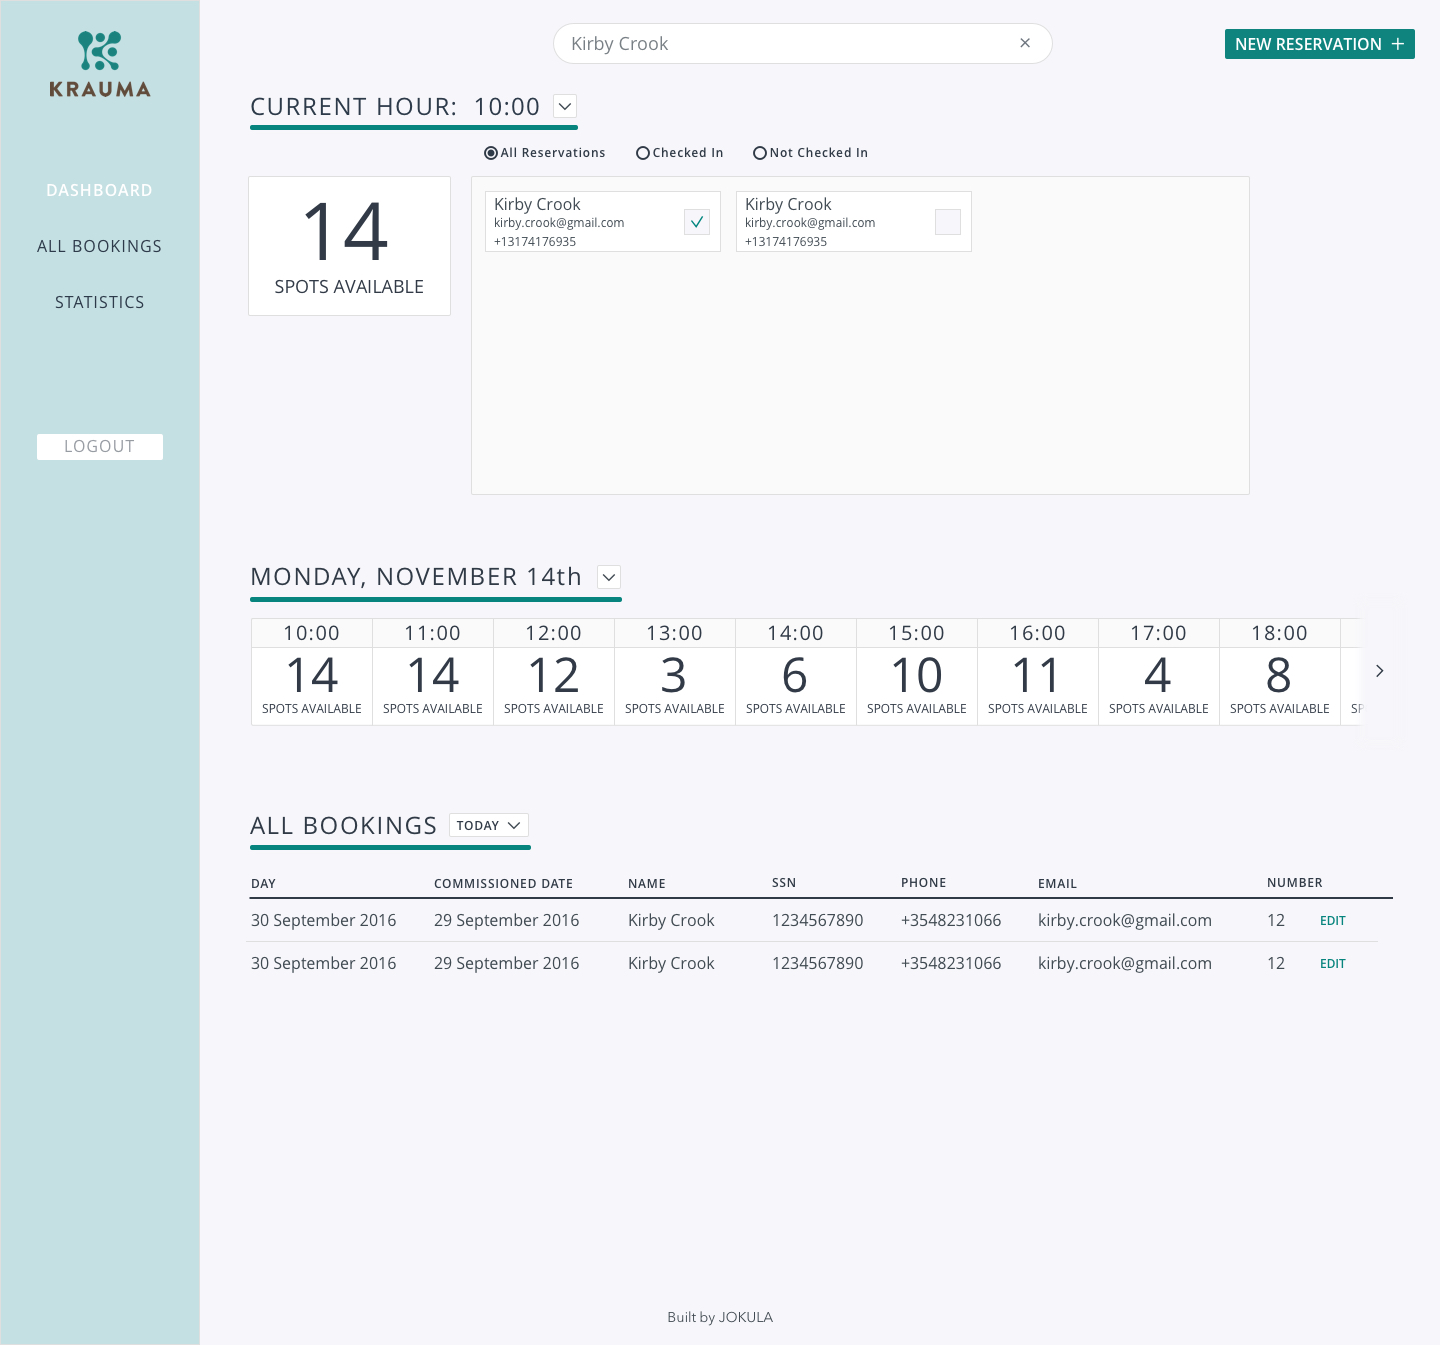 KRAUMA
DASHBOARD
ALL BOOKINGS
STATISTICS
LOGOUT
Kirby Crook ×
NEW RESERVATION +
CURRENT HOUR: 10:00
All Reservations Checked In Not Checked In
14
SPOTS AVAILABLE
Kirby Crook
kirby.crook@gmail.com
+13174176935
Kirby Crook
kirby.crook@gmail.com
+13174176935
MONDAY, NOVEMBER 14th
10:00 11:00 12:00 13:00 14:00 15:00 16:00 17:00 18:00
14 14 12 3 6 10 11 4 8
SPOTS AVAILABLE SPOTS AVAILABLE SPOTS AVAILABLE SPOTS AVAILABLE SPOTS AVAILABLE SPOTS AVAILABLE SPOTS AVAILABLE SPOTS AVAILABLE SPOTS AVAILABLE SP
ALL BOOKINGS TODAY
DAY COMMISSIONED DATE NAME SSN PHONE EMAIL NUMBER
30 September 2016 29 September 2016 Kirby Crook 1234567890 +3548231066 kirby.crook@gmail.com 12 EDIT
30 September 2016 29 September 2016 Kirby Crook 1234567890 +3548231066 kirby.crook@gmail.com 12 EDIT
Built by JOKULA